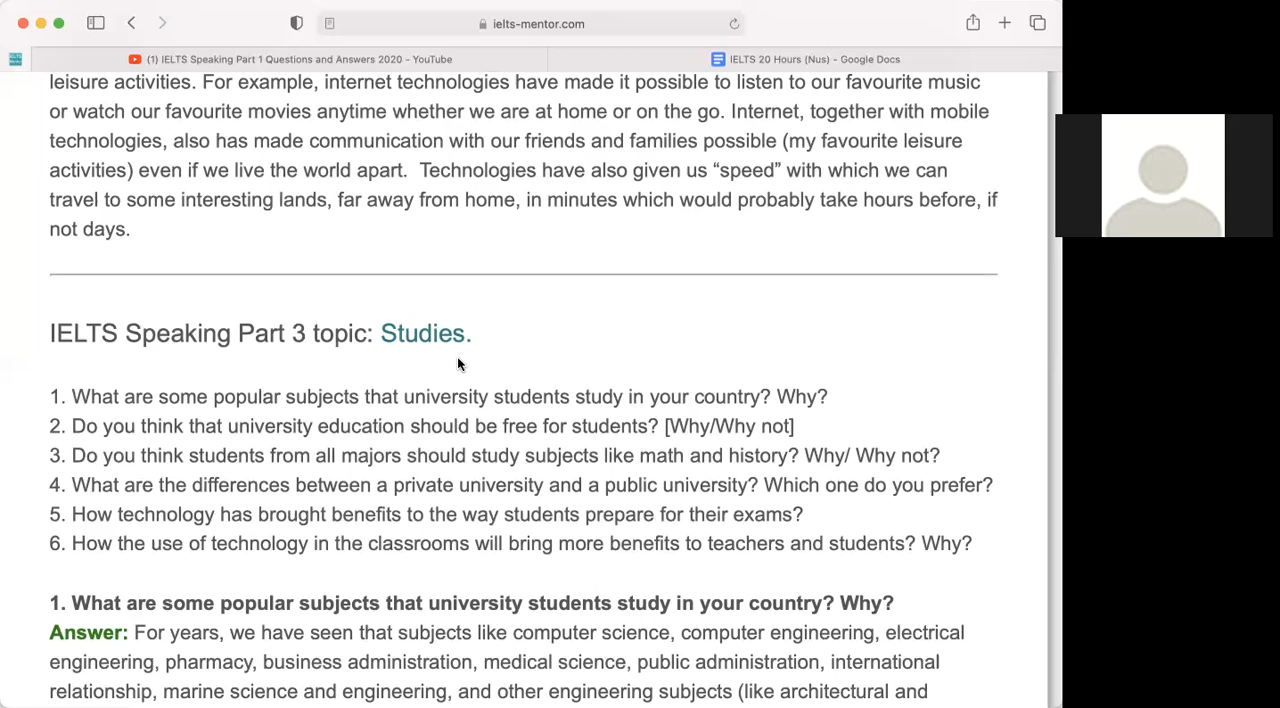 ielts-mentor.com
(1) IELTS Speaking Part 1 Questions and Answers 2020 - YouTube
IELTS 20 Hours (Nus) - Google Docs
leisure activities. For example, internet technologies have made it possible to listen to our favourite music
or watch our favourite movies anytime whether we are at home or on the go. Internet, together with mobile
technologies, also has made communication with our friends and families possible (my favourite leisure
activities) even if we live the world apart.  Technologies have also given us “speed” with which we can
travel to some interesting lands, far away from home, in minutes which would probably take hours before, if
not days.
IELTS Speaking Part 3 topic: Studies.
1. What are some popular subjects that university students study in your country? Why?
2. Do you think that university education should be free for students? [Why/Why not]
3. Do you think students from all majors should study subjects like math and history? Why/ Why not?
4. What are the differences between a private university and a public university? Which one do you prefer?
5. How technology has brought benefits to the way students prepare for their exams?
6. How the use of technology in the classrooms will bring more benefits to teachers and students? Why?
1. What are some popular subjects that university students study in your country? Why?
Answer: For years, we have seen that subjects like computer science, computer engineering, electrical
engineering, pharmacy, business administration, medical science, public administration, international
relationship, marine science and engineering, and other engineering subjects (like architectural and